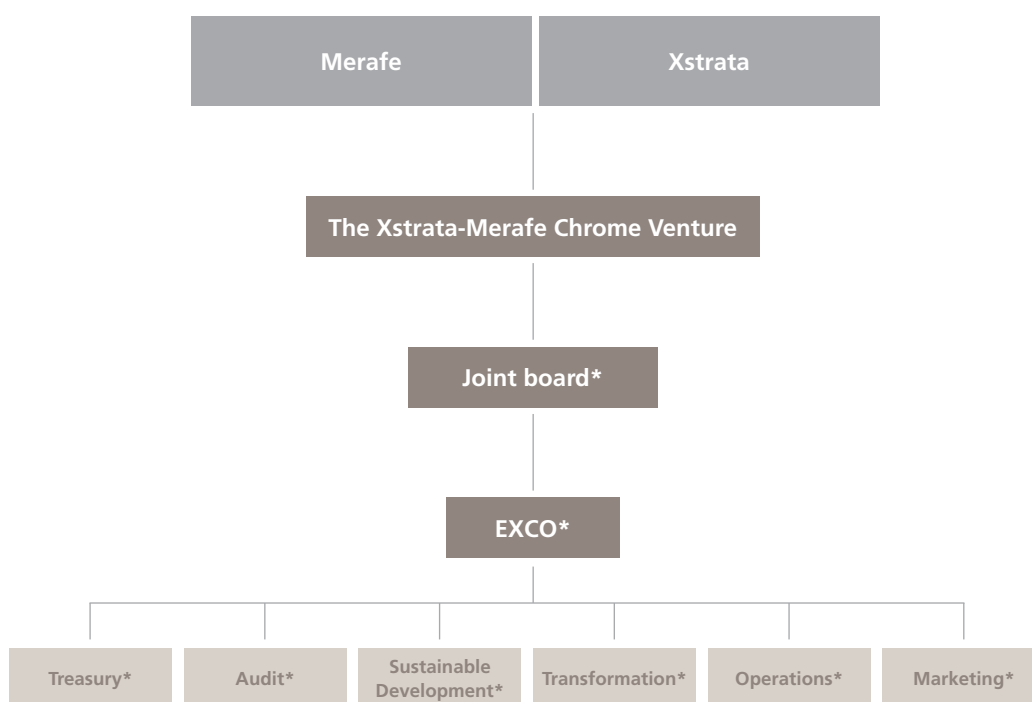 Merafe
Xstrata
The Xstrata-Merafe Chrome Venture
Joint board*
EXCO*
Treasury*
Audit*
Sustainable
Development*
Transformation*
Operations*
Marketing*